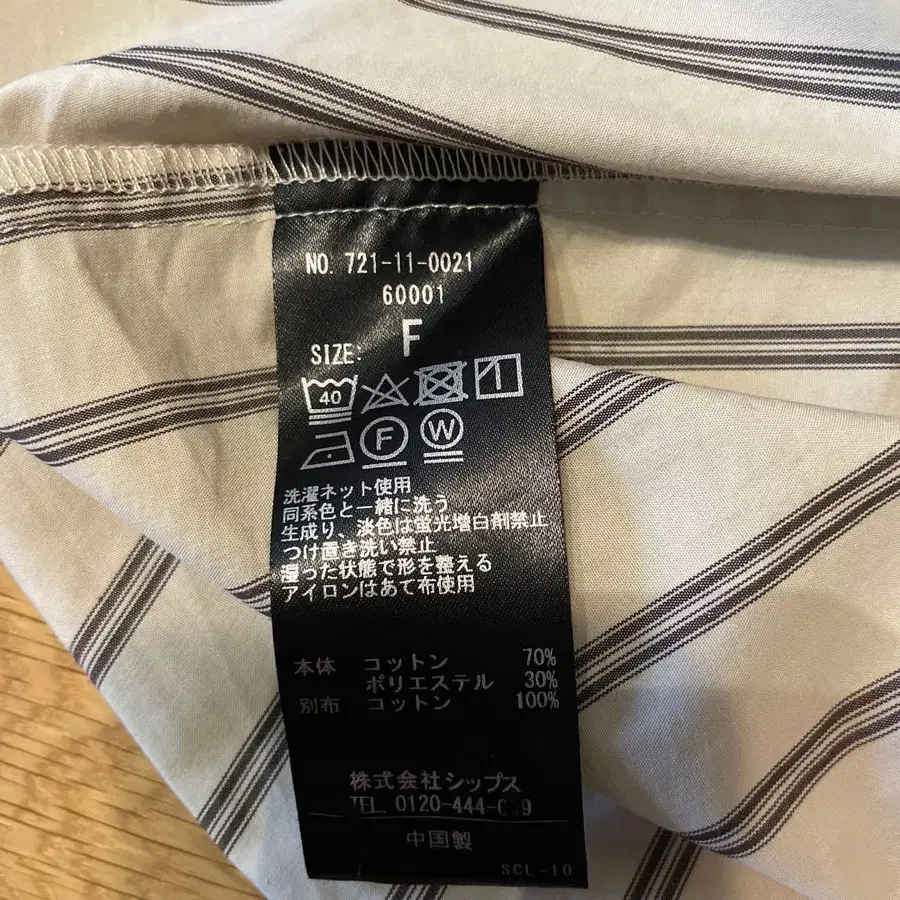 NO. 721-11-0021
60001
SIZE: F
40
F W
洗濯ネット使用
同系色と一緒に洗う
生成り、淡色は蛍光増白剤禁止
つけ置き洗い禁止
湿った状態で形を整える
アイロンはあて布使用
本体 コットン 70%
ポリエステル 30%
別布 コットン 100%
株式会社シップス
TEL. 0120-444-
中国製
SCL-10